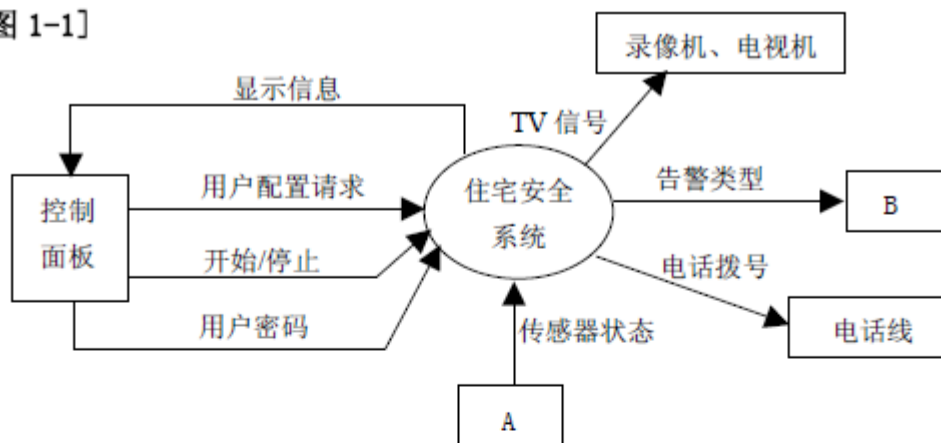 图 1-1]
录像机、电视机
显示信息
TV 信号
用户配置请求
住宅安全
系统
告警类型
B
控制
面板
开始/停止
电话拨号
用户密码
传感器状态
电话线
A